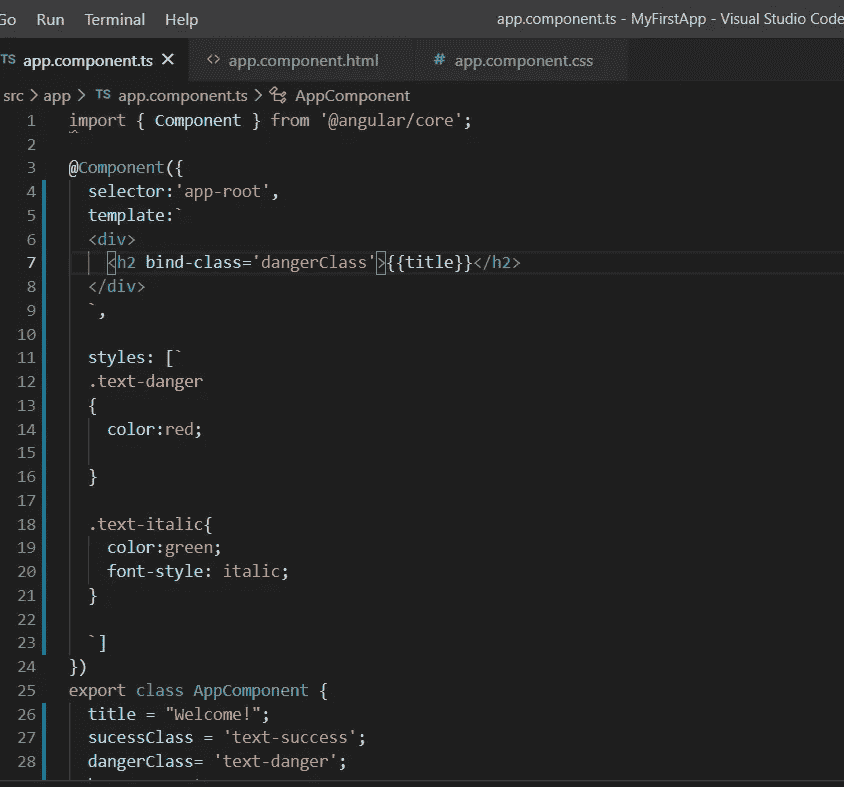 Go Run Terminal Help app.component.ts - MyFirstApp - Visual Studio Code
TS app.component.ts × <> app.component.html # app.component.css
src > app > TS app.component.ts > AppComponent
1 import { Component } from '@angular/core';
2
3 @Component({
4 selector:'app-root',
5 template:`
6 <div>
7 <h2 bind-class='dangerClass'>{{title}}</h2>
8 </div>
9 `,
10
11 styles: [`
12 .text-danger
13 {
14 color:red;
15
16 }
17
18 .text-italic{
19 color:green;
20 font-style: italic;
21 }
22
23 `]
24 })
25 export class AppComponent {
26 title = "Welcome!";
27 sucessClass = 'text-success';
28 dangerClass= 'text-danger';